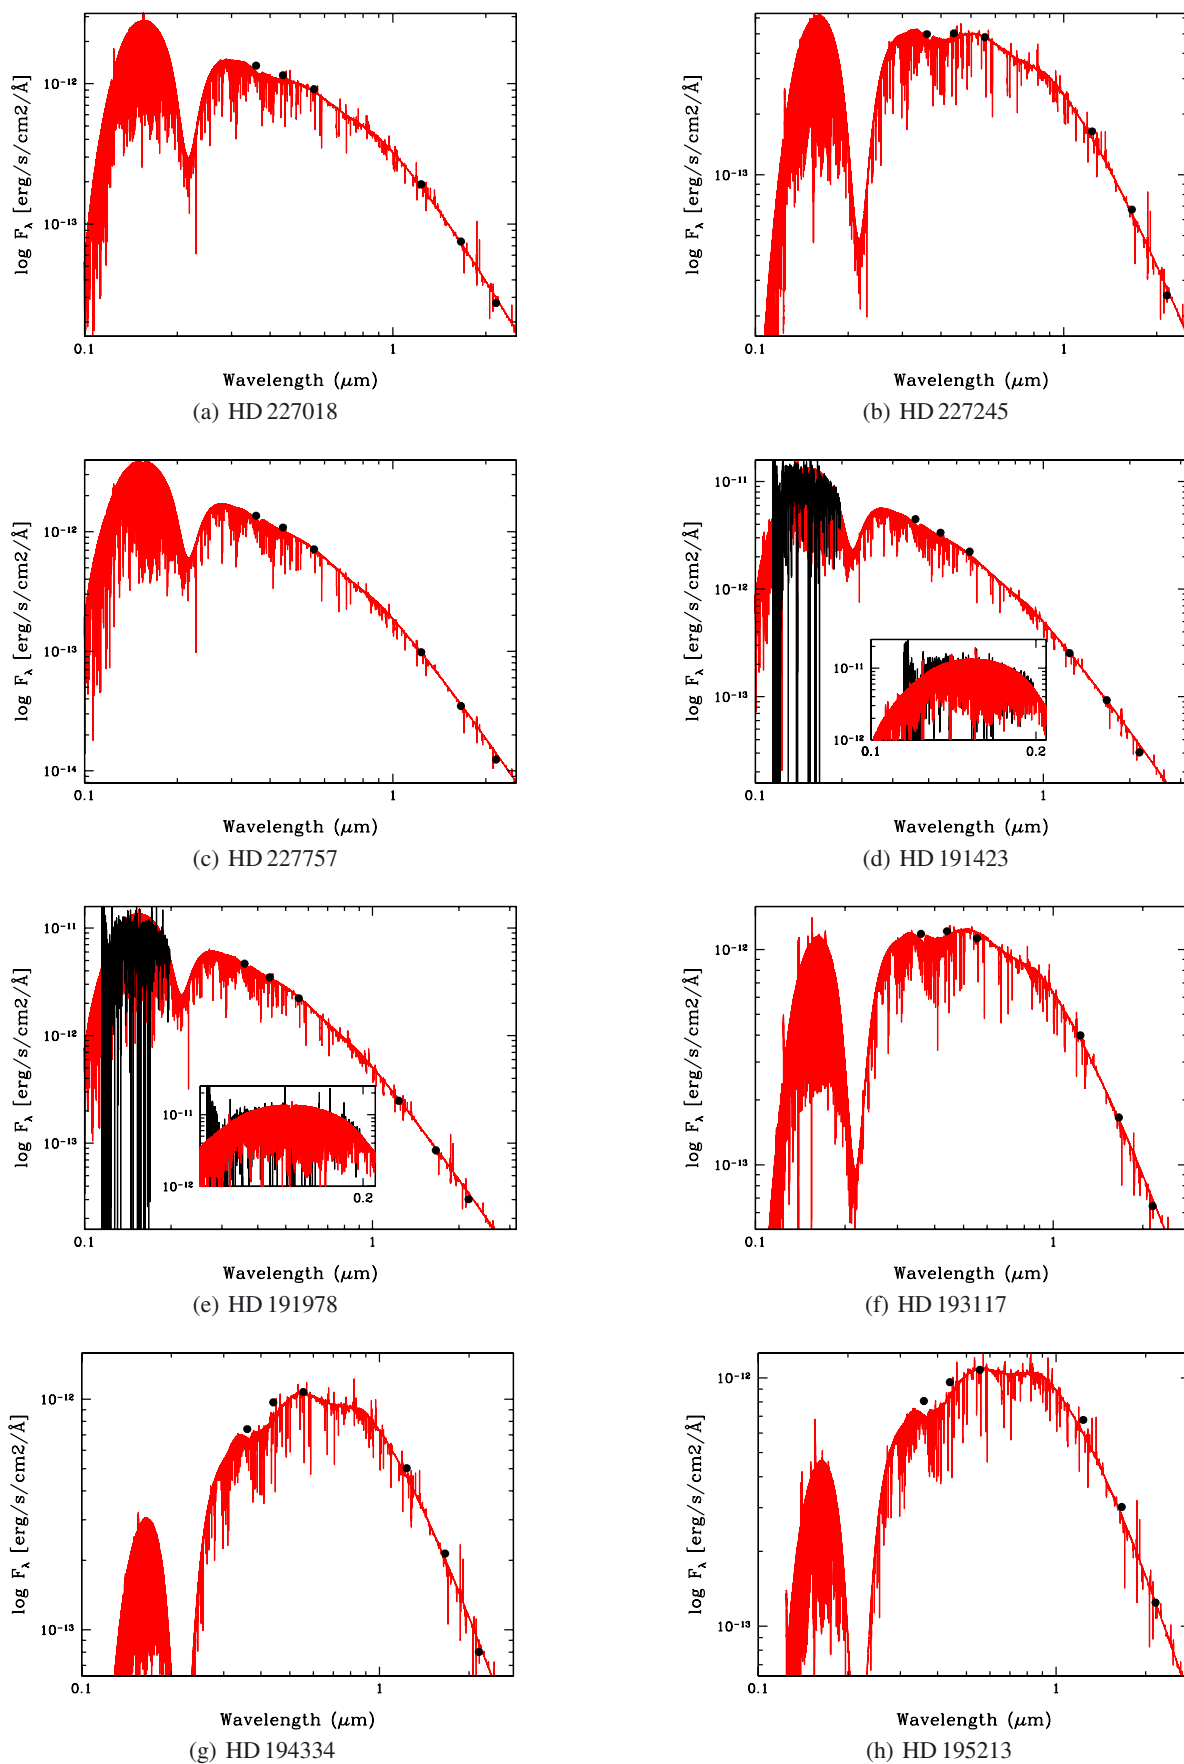 10⁻¹²
10⁻¹³
log F_λ [erg/s/cm2/Å]
0.1
1
Wavelength (μm)
(a) HD 227018
10⁻¹³
log F_λ [erg/s/cm2/Å]
0.1
1
Wavelength (μm)
(b) HD 227245
10⁻¹²
10⁻¹³
10⁻¹⁴
log F_λ [erg/s/cm2/Å]
0.1
1
Wavelength (μm)
(c) HD 227757
10⁻¹¹
10⁻¹²
10⁻¹³
log F_λ [erg/s/cm2/Å]
10⁻¹¹
10⁻¹²
0.1
0.2
0.1
1
Wavelength (μm)
(d) HD 191423
10⁻¹¹
10⁻¹²
10⁻¹³
log F_λ [erg/s/cm2/Å]
10⁻¹¹
10⁻¹²
0.2
0.1
1
Wavelength (μm)
(e) HD 191978
10⁻¹²
10⁻¹³
log F_λ [erg/s/cm2/Å]
0.1
1
Wavelength (μm)
(f) HD 193117
10⁻¹²
10⁻¹³
log F_λ [erg/s/cm2/Å]
0.1
1
Wavelength (μm)
(g) HD 194334
10⁻¹²
10⁻¹³
log F_λ [erg/s/cm2/Å]
0.1
1
Wavelength (μm)
(h) HD 195213